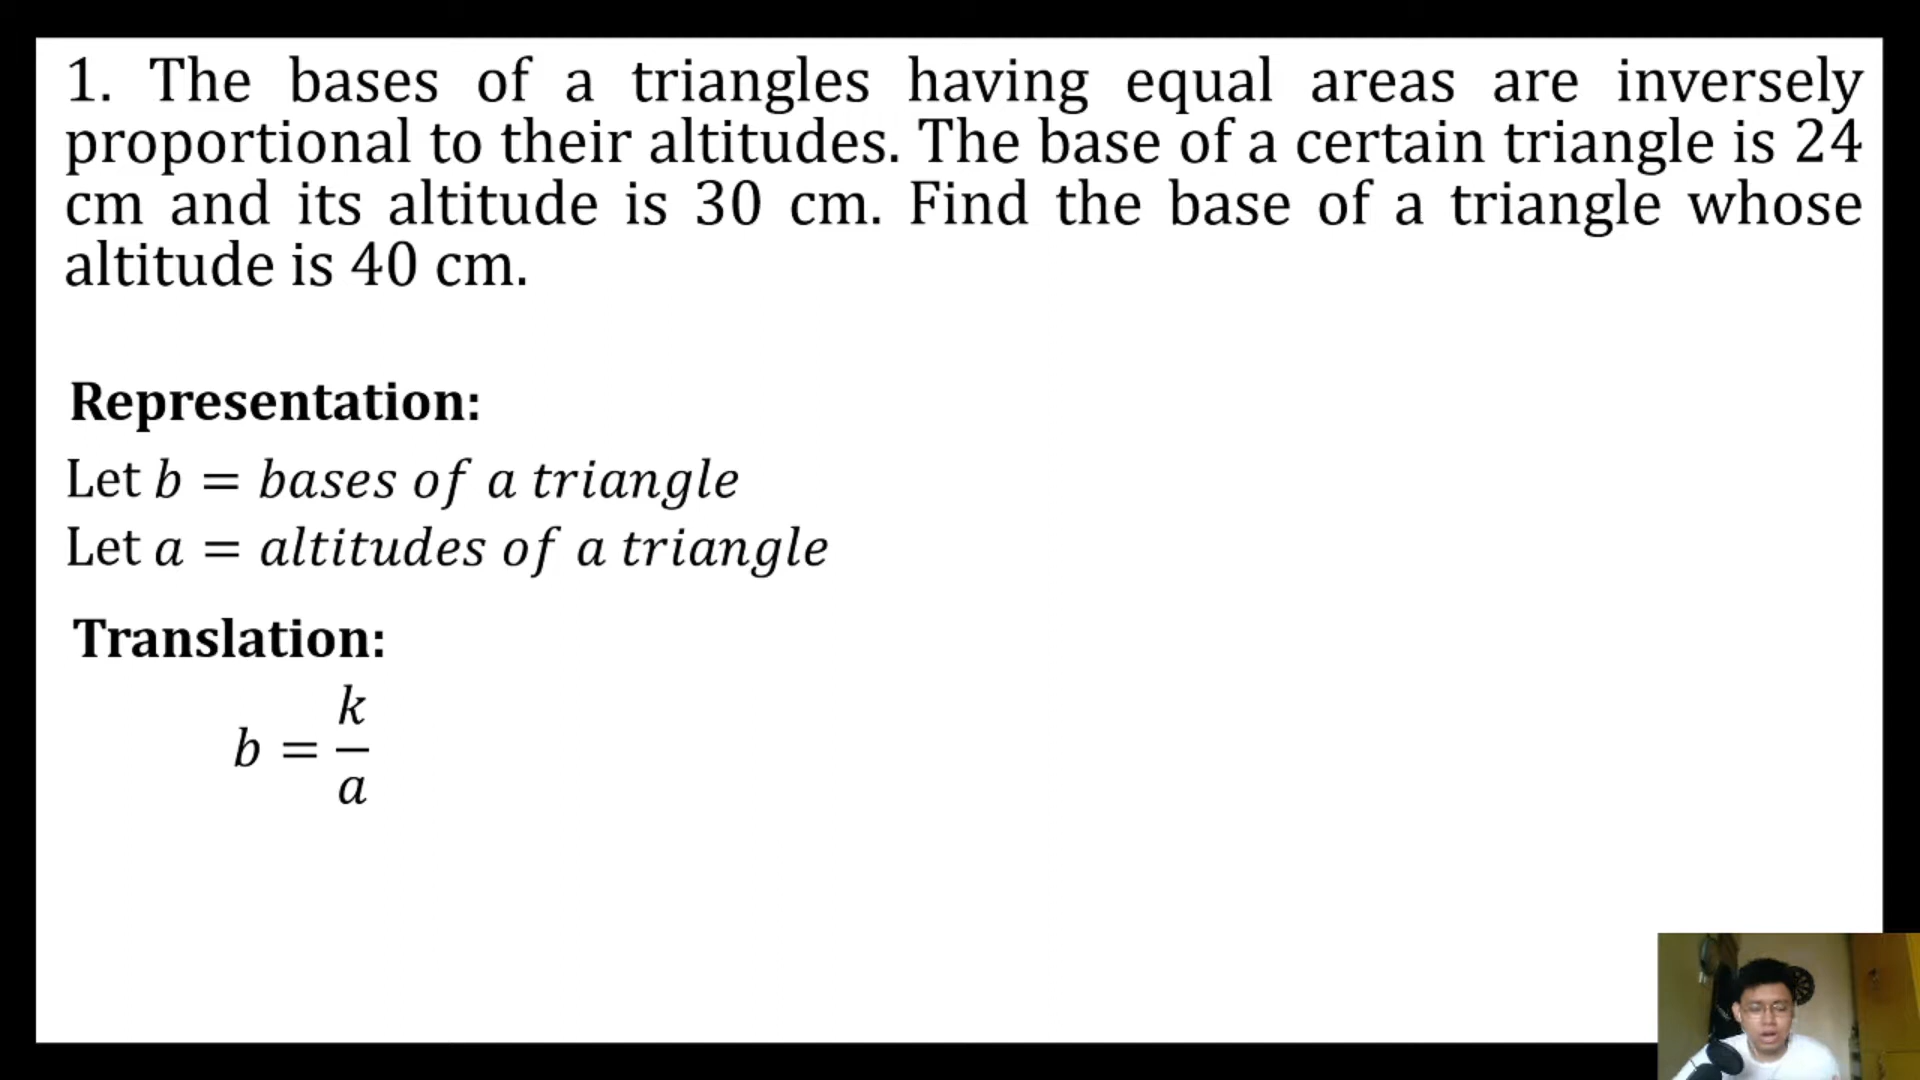 1. The bases of a triangles having equal areas are inversely
proportional to their altitudes. The base of a certain triangle is 24
cm and its altitude is 30 cm. Find the base of a triangle whose
altitude is 40 cm.
Representation:
Let b = bases of a triangle
Let a = altitudes of a triangle
Translation:
b = k/a